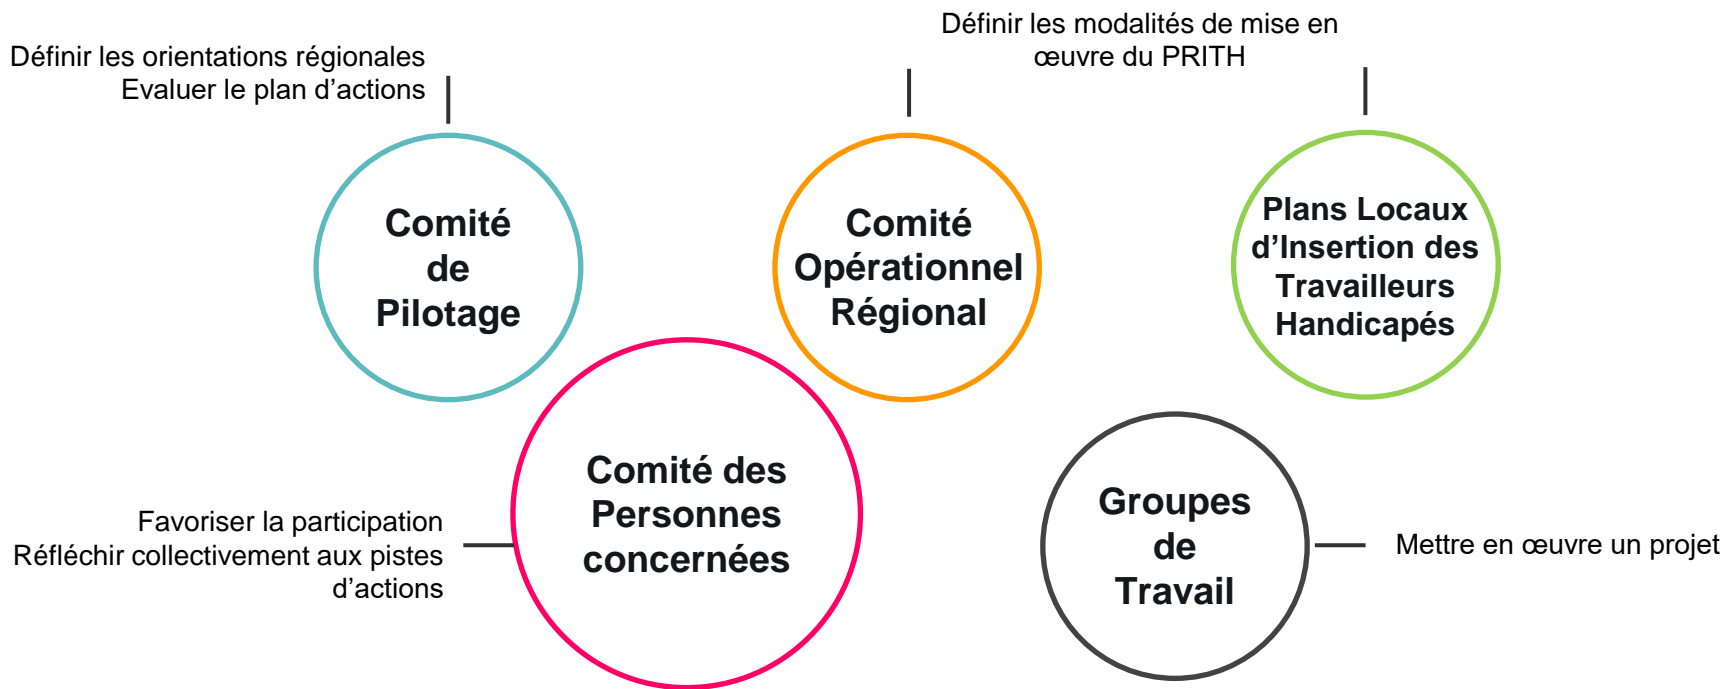 Définir les orientations régionales
Evaluer le plan d’actions
Définir les modalités de mise en
œuvre du PRITH
Comité
de
Pilotage
Comité
Opérationnel
Régional
Plans Locaux
d’Insertion des
Travailleurs
Handicapés
Comité des
Personnes
concernées
Groupes
de
Travail
Favoriser la participation
Réfléchir collectivement aux pistes
d’actions
Mettre en œuvre un projet